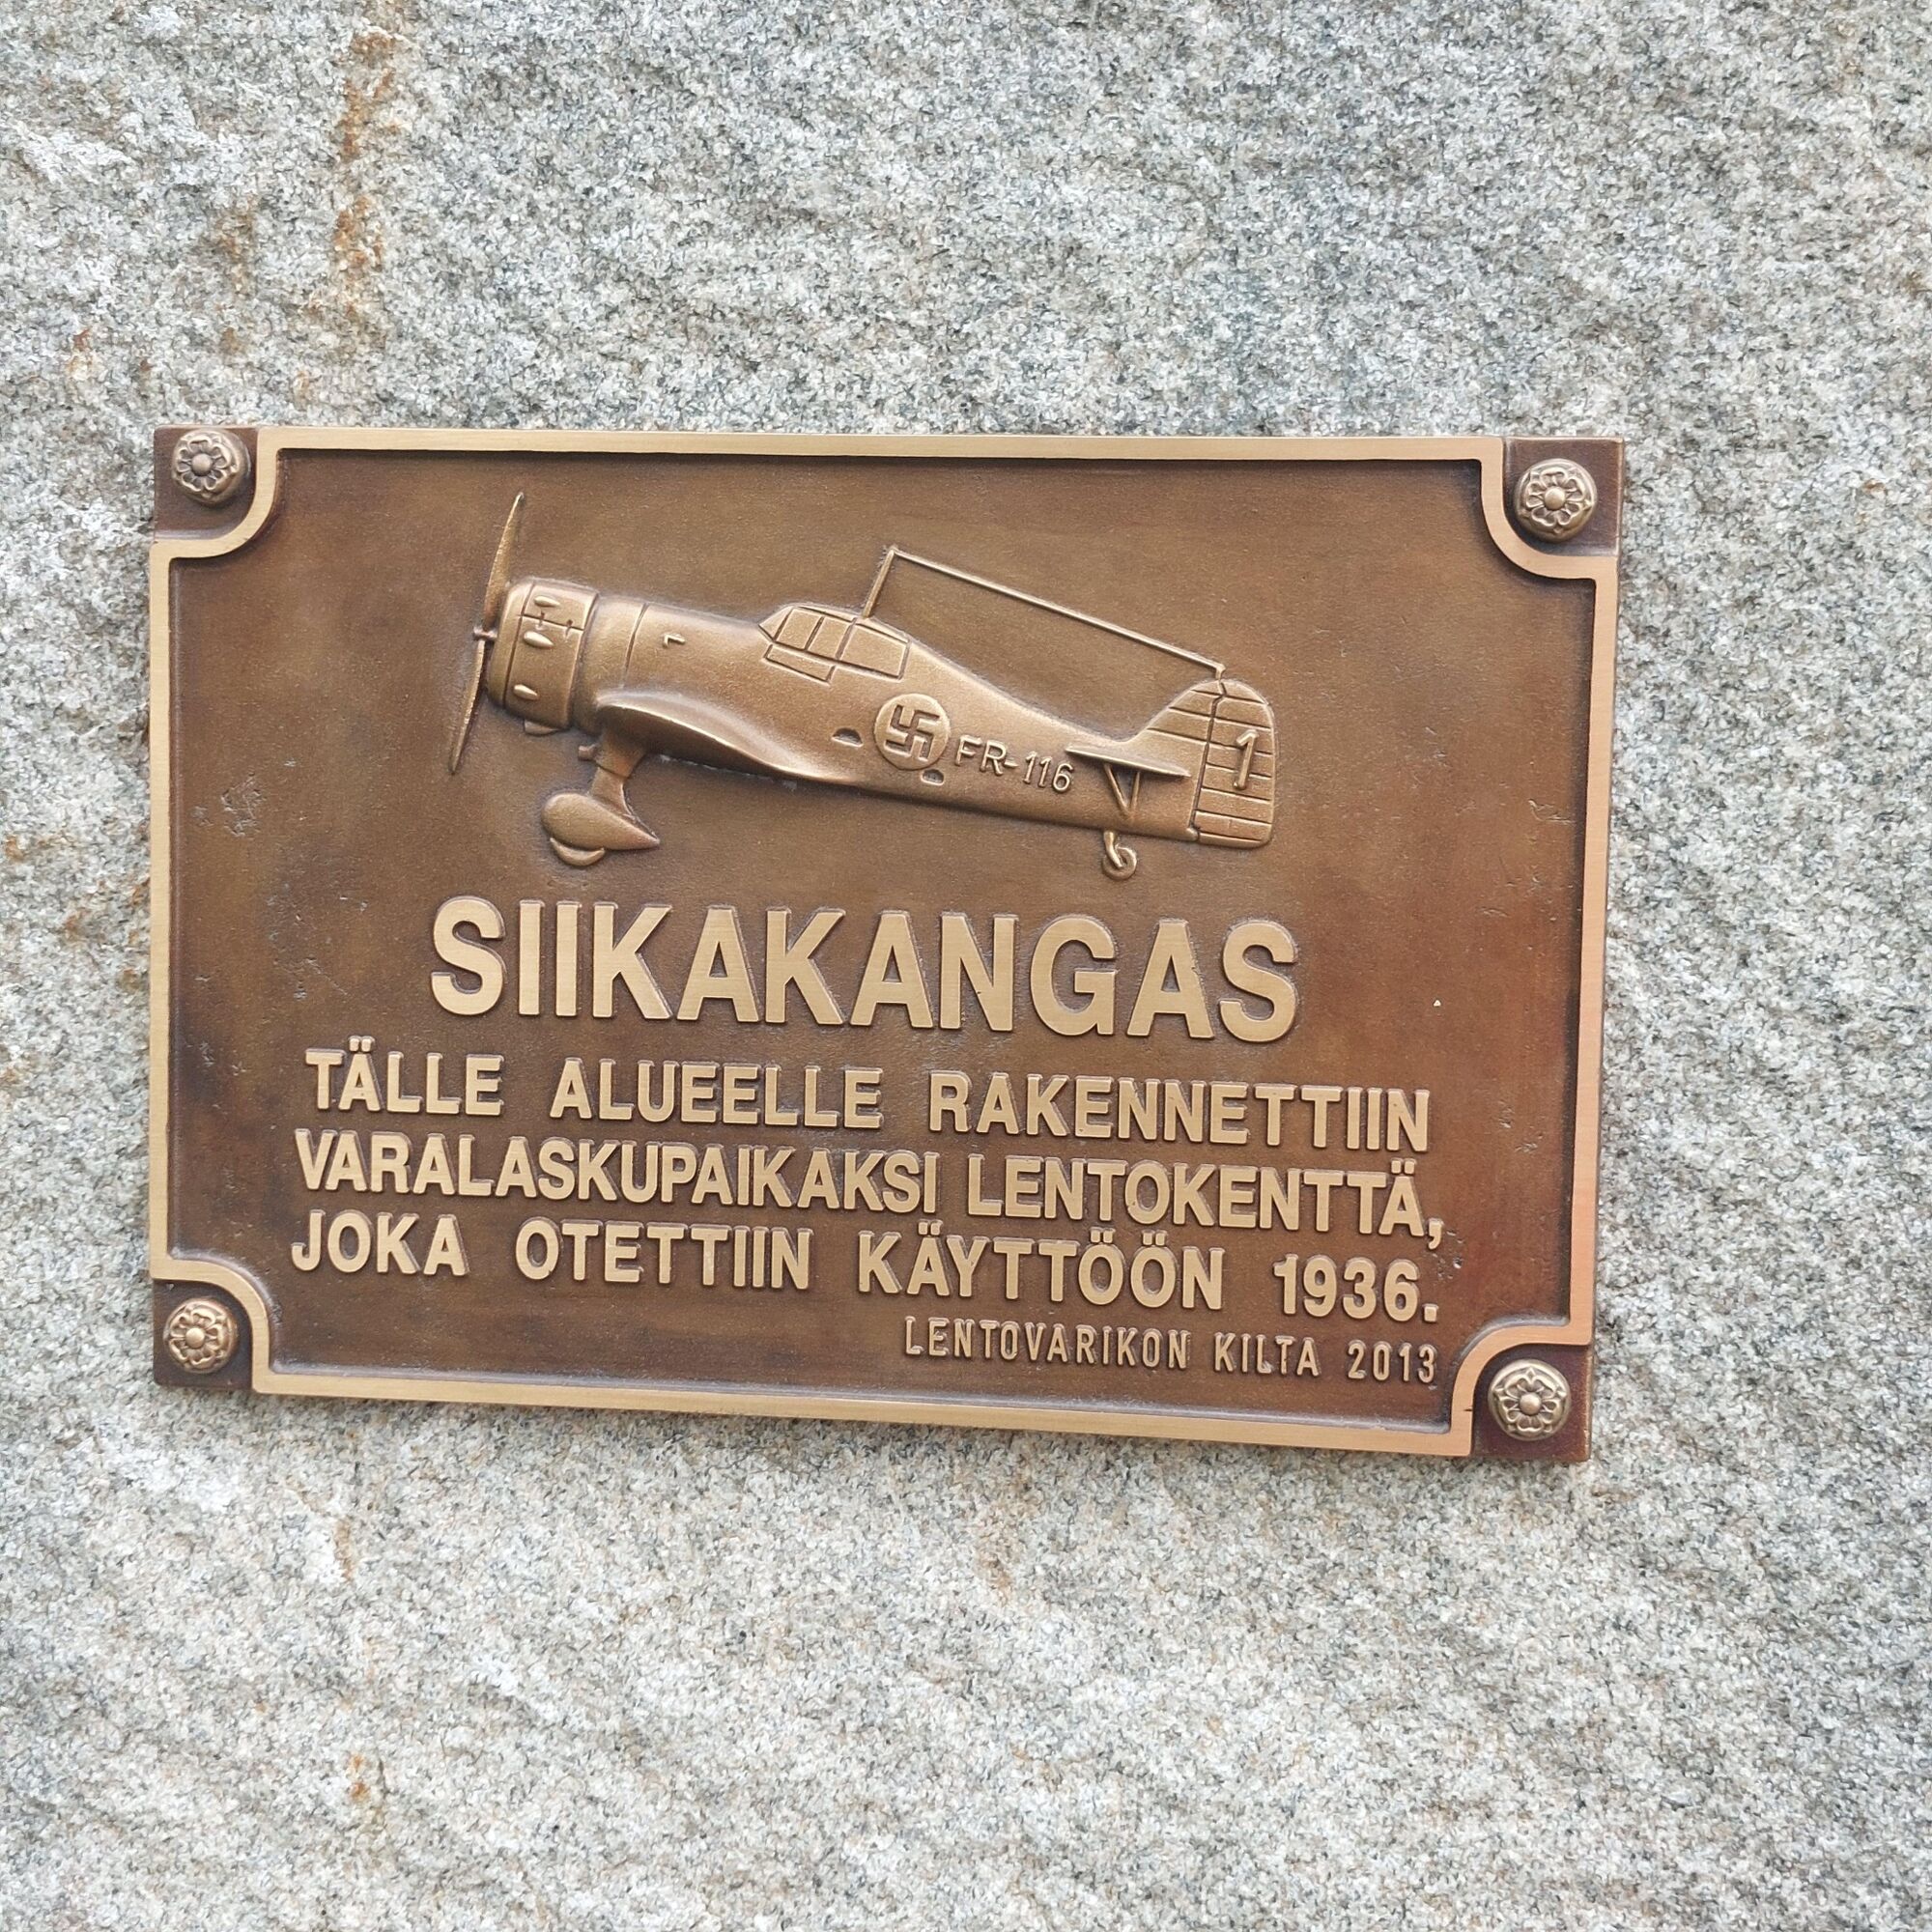 FR-116
1
SIIKAKANGAS
TÄLLE ALUEELLE RAKENNETTIIN
VARALASKUPAIKAKSI LENTOKENTTÄ,
JOKA OTETTIIN KÄYTTÖÖN 1936.
LENTOVARIKON KILTA 2013